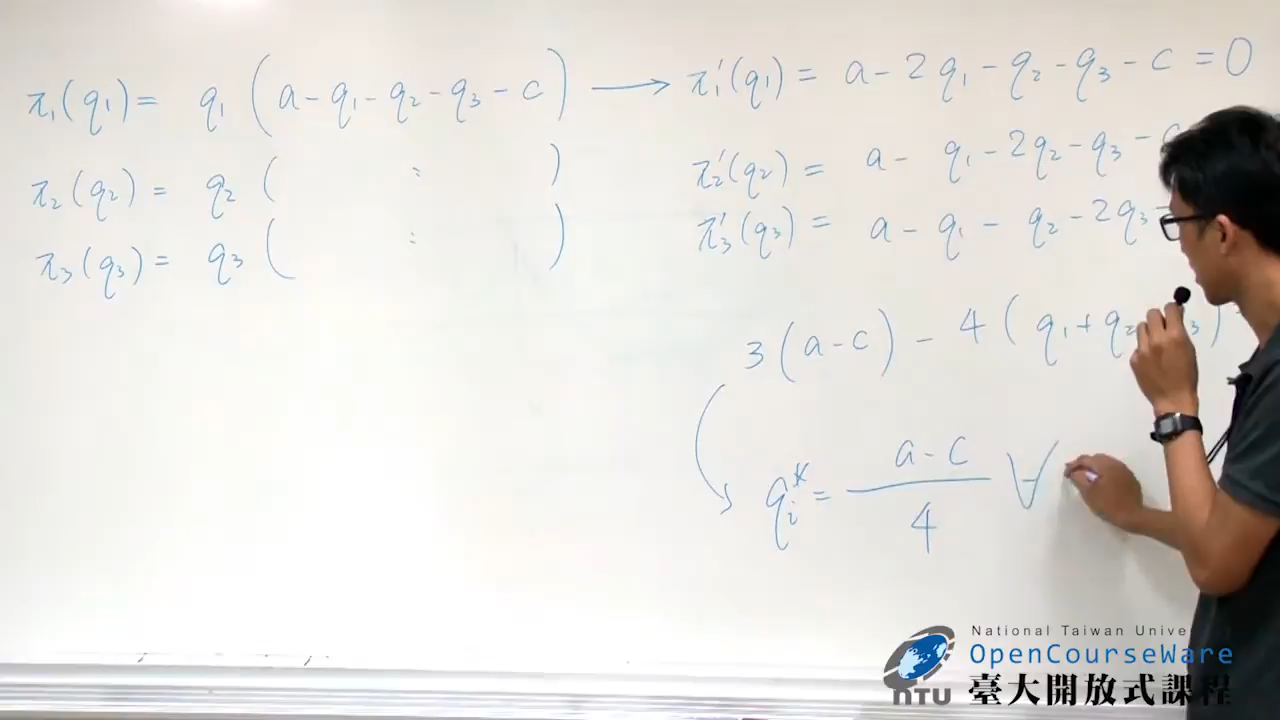 π₁(q₁) = q₁ (a - q₁ - q₂ - q₃ - c) → π₁'(q₁) = a - 2q₁ - q₂ - q₃ - c = 0
π₂(q₂) = q₂ ( : )
π₂'(q₂) = a - q₁ - 2q₂ - q₃ - c
π₃(q₃) = q₃ ( : )
π₃'(q₃) = a - q₁ - q₂ - 2q₃ -
3 (a - c) - 4 (q₁ + q₂ ₃)
qᵢ* = (a - c)/4 ∀
National Taiwan Univer
OpenCourseWare
NTU 臺大開放式課程